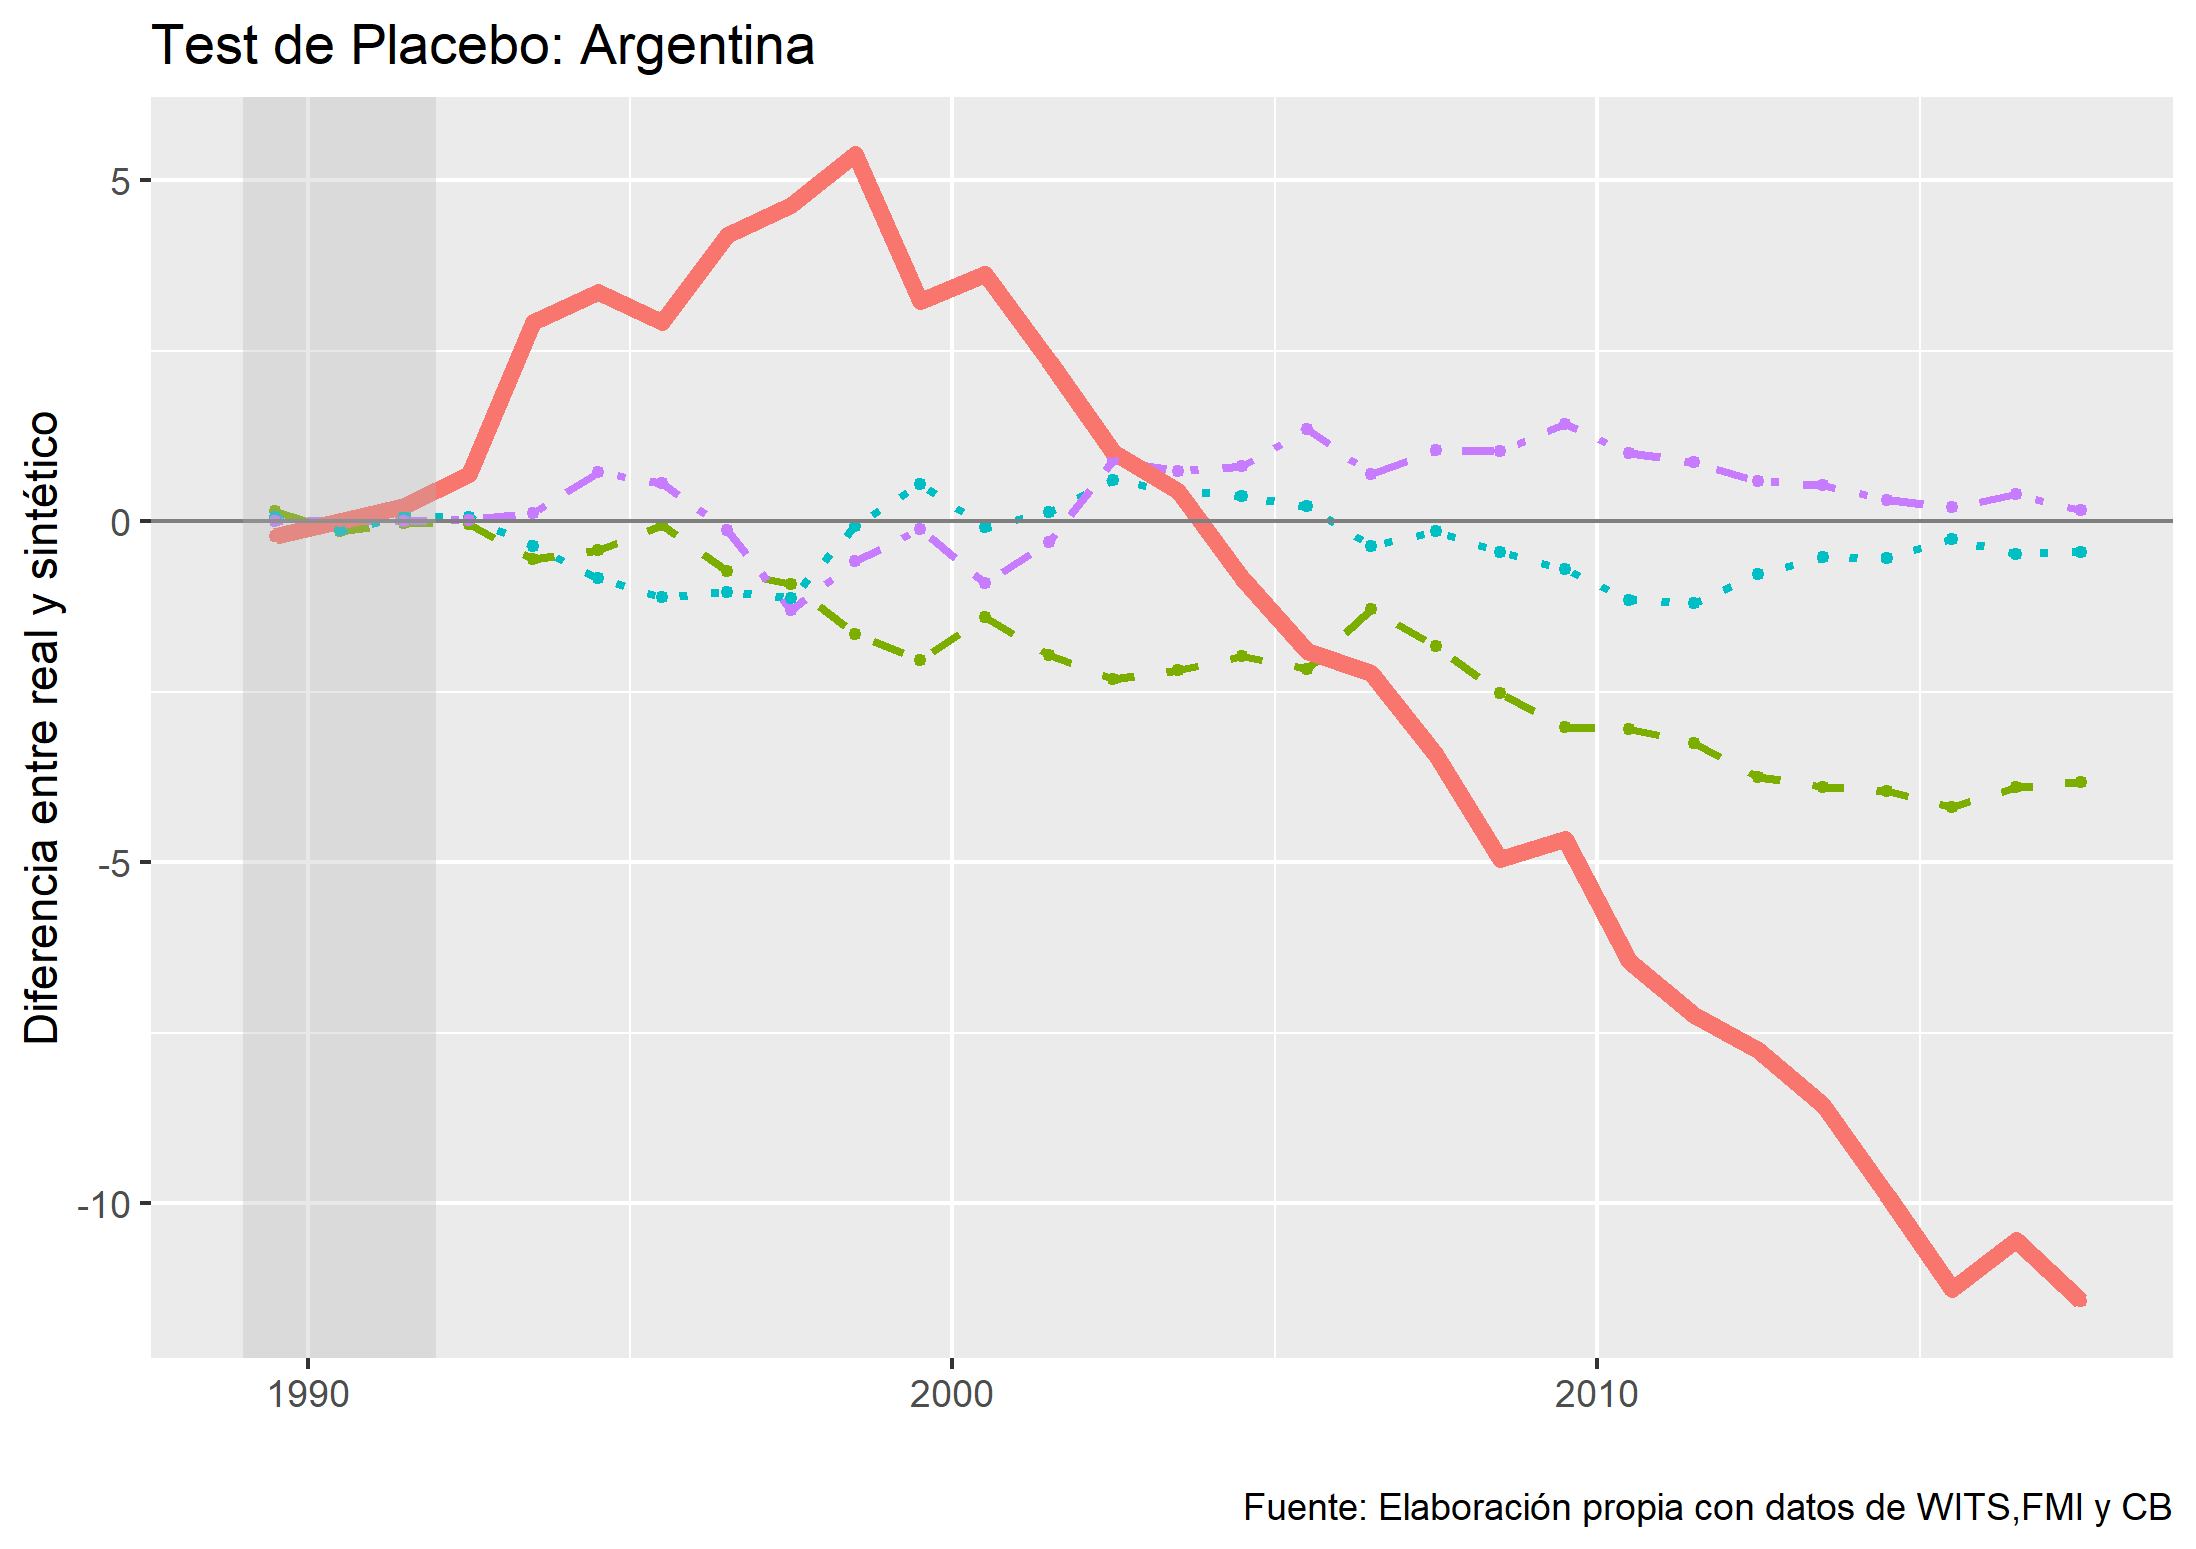 Test de Placebo: Argentina
Diferencia entre real y sintético
5
0
-5
-10
1990
2000
2010
Fuente: Elaboración propia con datos de WITS,FMI y CB